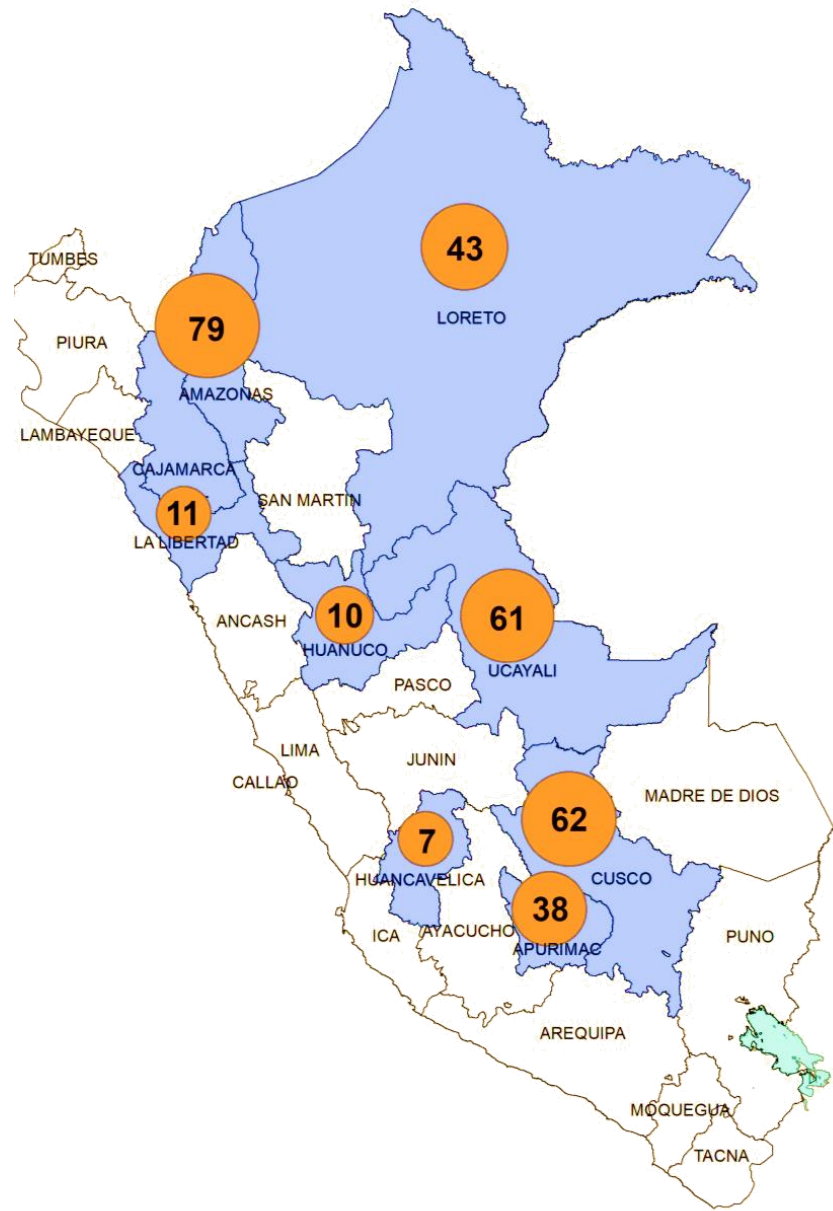 43
LORETO
TUMBES
79
PIURA
AMAZONAS
LAMBAYEQUE
CAJAMARCA
SAN MARTIN
11
LA LIBERTAD
10
61
ANCASH
HUANUCO
UCAYALI
PASCO
LIMA
JUNIN
CALLAO
MADRE DE DIOS
62
7
HUANCAVELICA
CUSCO
38
ICA
AYACUCHO
APURIMAC
PUNO
AREQUIPA
MOQUEGUA
TACNA